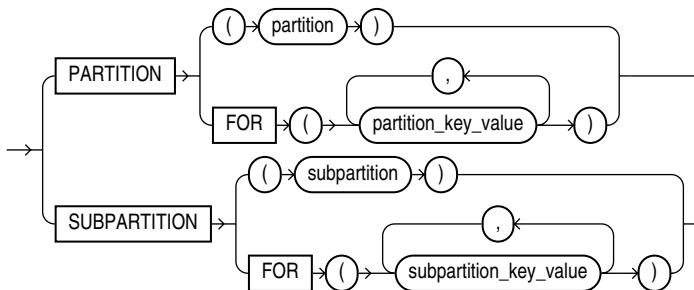 ( partition )
PARTITION
,
FOR ( partition_key_value )
( subpartition )
SUBPARTITION
,
FOR ( subpartition_key_value )